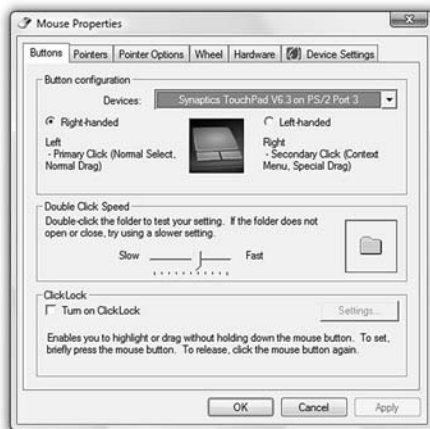 Mouse Properties
Buttons Pointers Pointer Options Wheel Hardware Device Settings
Button configuration
Devices: Synaptics TouchPad V6.3 on PS/2 Port 3
Right-handed Left-handed
Left
- Primary Click (Normal Select,
Normal Drag)
Right
- Secondary Click (Context
Menu, Special Drag)
Double Click Speed
Double-click the folder to test your setting. If the folder does not
open or close, try using a slower setting.
Slow Fast
ClickLock
Turn on ClickLock Settings...
Enables you to highlight or drag without holding down the mouse button. To set,
briefly press the mouse button. To release, click the mouse button again.
OK Cancel Apply